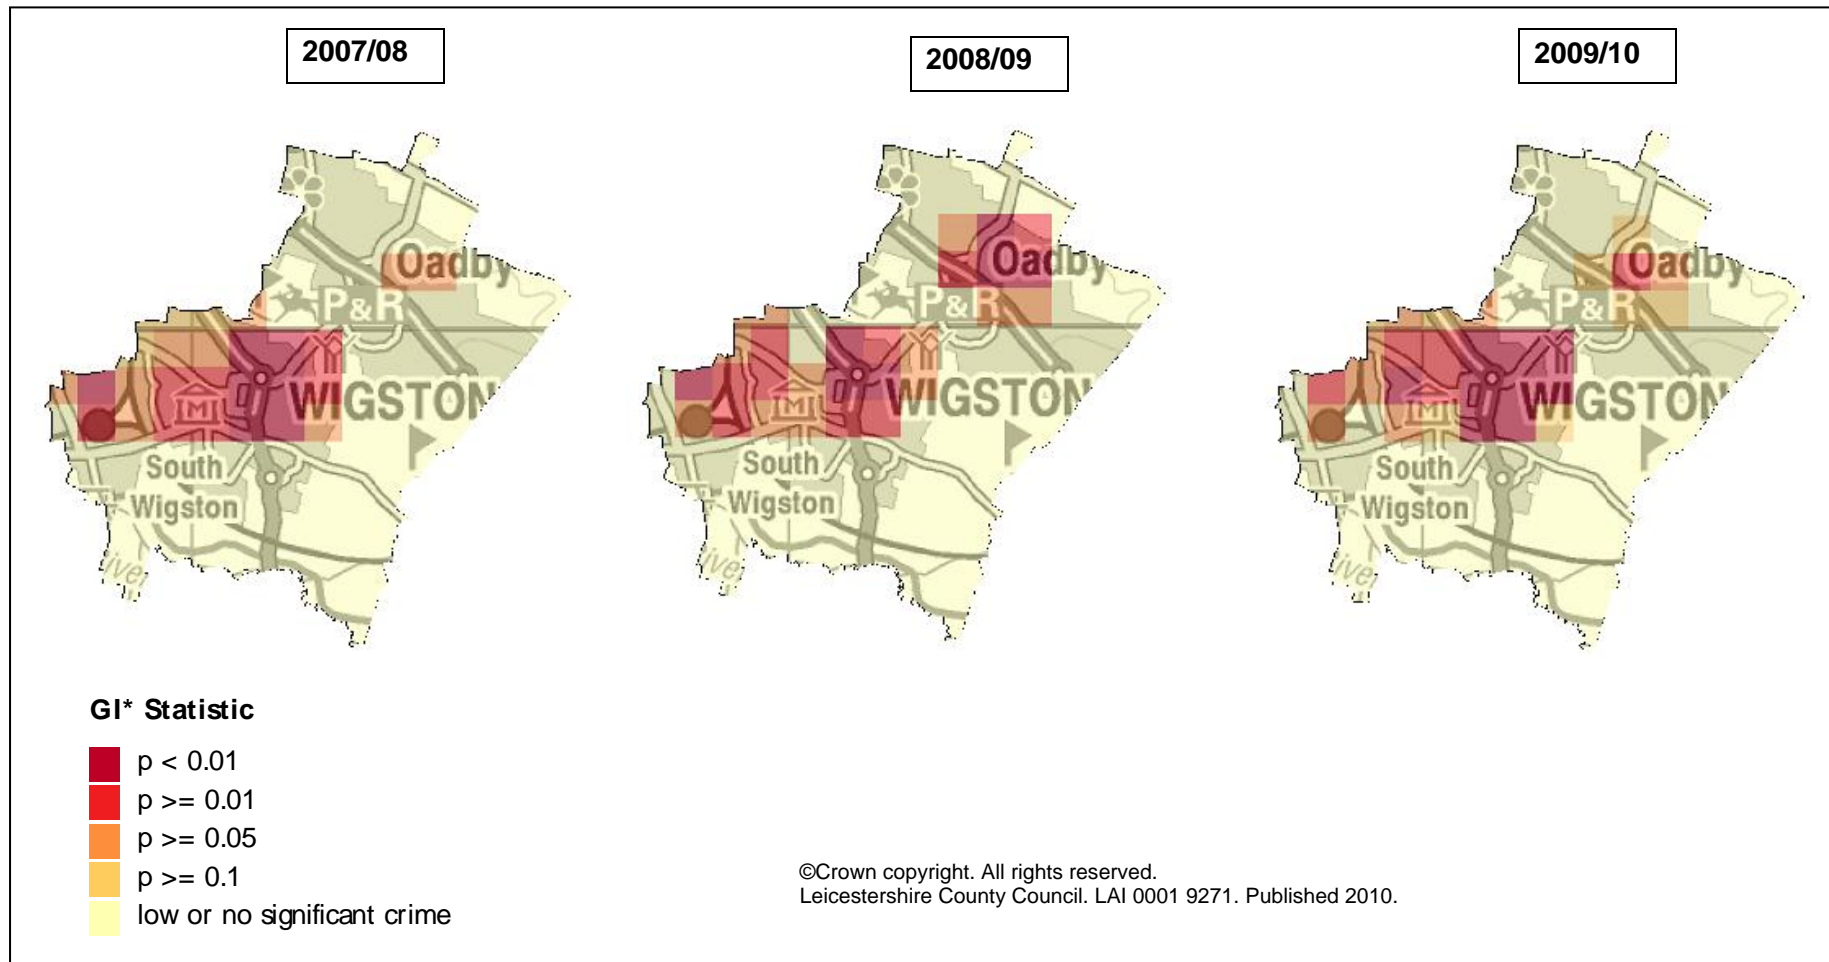 2007/08
2008/09
2009/10
Oadby
P&R
WIGSTON
South
Wigston
Oadby
P&R
WIGSTON
South
Wigston
Oadby
P&R
WIGSTON
South
Wigston
GI* Statistic
p < 0.01
p >= 0.01
p >= 0.05
p >= 0.1
low or no significant crime
©Crown copyright. All rights reserved.
Leicestershire County Council. LAI 0001 9271. Published 2010.